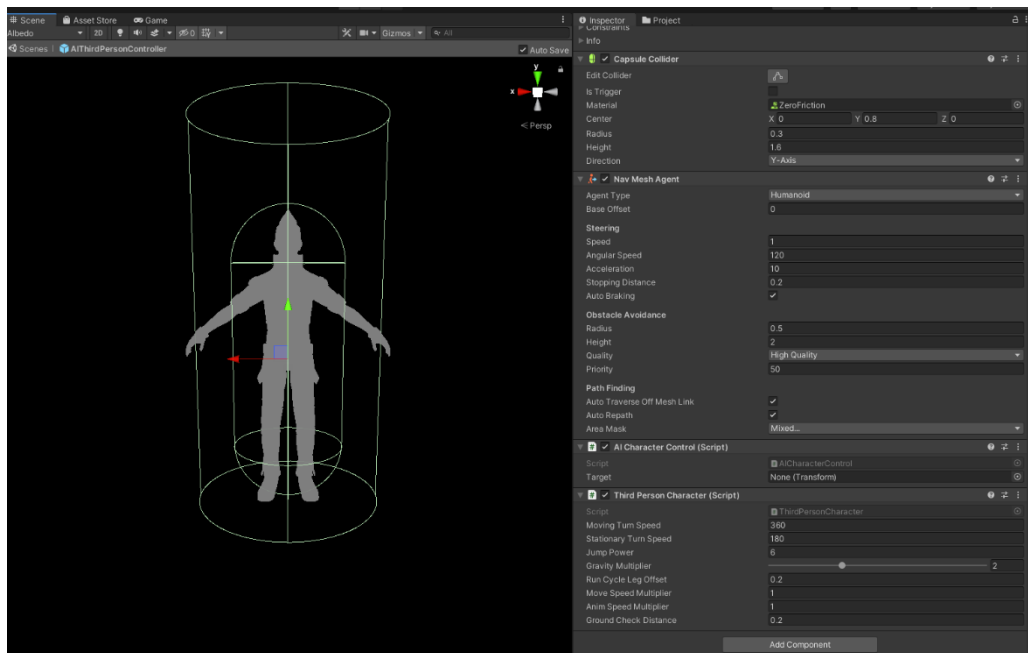 Scene Asset Store Game
Albedo 2D 0 Gizmos All
Scenes AIThirdPersonController Auto Save
y
x
Persp
Inspector Project
Constraints
Info
Capsule Collider
Edit Collider
Is Trigger
Material ZeroFriction
Center X 0 Y 0.8 Z 0
Radius 0.3
Height 1.6
Direction Y-Axis
Nav Mesh Agent
Agent Type Humanoid
Base Offset 0
Steering
Speed 1
Angular Speed 120
Acceleration 10
Stopping Distance 0.2
Auto Braking
Obstacle Avoidance
Radius 0.5
Height 2
Quality High Quality
Priority 50
Path Finding
Auto Traverse Off Mesh Link
Auto Repath
Area Mask Mixed...
AI Character Control (Script)
Script AICharacterControl
Target None (Transform)
Third Person Character (Script)
Script ThirdPersonCharacter
Moving Turn Speed 360
Stationary Turn Speed 180
Jump Power 6
Gravity Multiplier 2
Run Cycle Leg Offset 0.2
Move Speed Multiplier 1
Anim Speed Multiplier 1
Ground Check Distance 0.2
Add Component